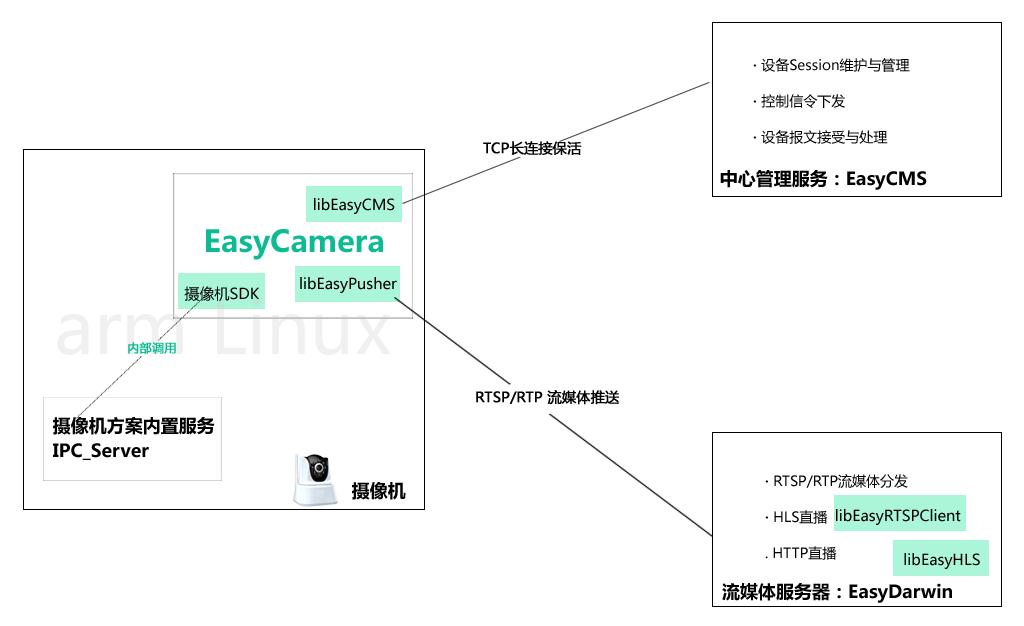 · 设备Session维护与管理
· 控制信令下发
· 设备报文接受与处理
中心管理服务：EasyCMS
TCP长连接保活
libEasyCMS
EasyCamera
libEasyPusher
摄像机SDK
arm Linux
内部调用
摄像机方案内置服务
IPC_Server
摄像机
RTSP/RTP 流媒体推送
· RTSP/RTP流媒体分发
· HLS直播 libEasyRTSPClient
. HTTP直播 libEasyHLS
流媒体服务器：EasyDarwin